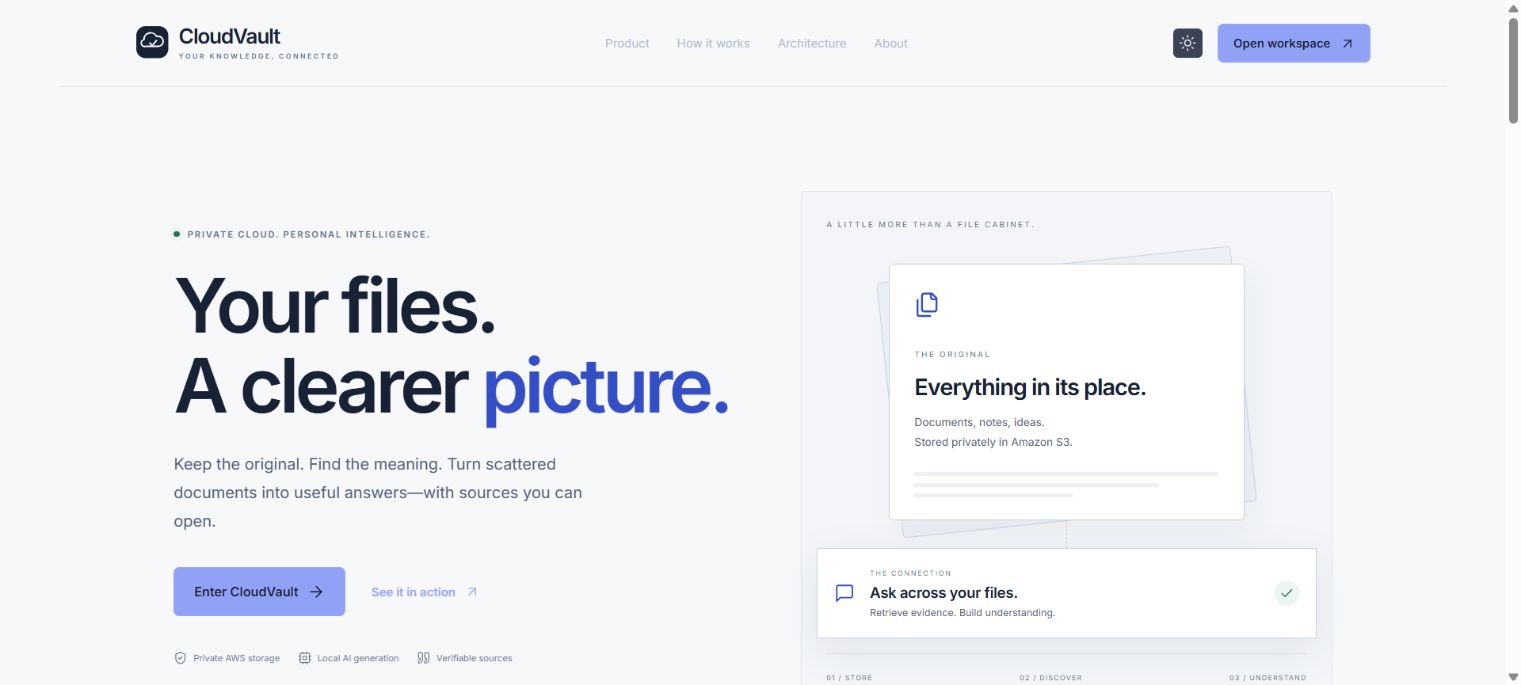 CloudVault
YOUR KNOWLEDGE, CONNECTED
Product
How it works
Architecture
About
Open workspace
PRIVATE CLOUD. PERSONAL INTELLIGENCE.
Your files.
A clearer picture.
Keep the original. Find the meaning. Turn scattered
documents into useful answers—with sources you can
open.
Enter CloudVault
See it in action
Private AWS storage
Local AI generation
Verifiable sources
A LITTLE MORE THAN A FILE CABINET.
THE ORIGINAL
Everything in its place.
Documents, notes, ideas.
Stored privately in Amazon S3.
THE CONNECTION
Ask across your files.
Retrieve evidence. Build understanding.
01 / STORE
02 / DISCOVER
03 / UNDERSTAND